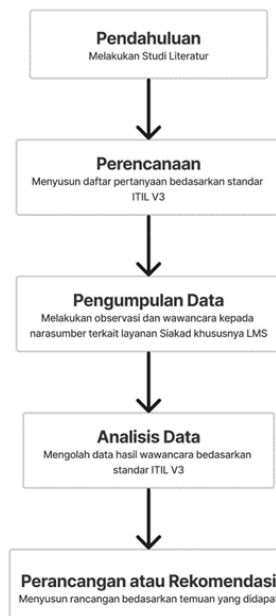 Pendahuluan
Melakukan Studi Literatur
Perencanaan
Menyusun daftar pertanyaan bedasarkan standar
ITIL V3
Pengumpulan Data
Melakukan observasi dan wawancara kepada
narasumber terkait layanan Siakad khususnya LMS
Analisis Data
Mengolah data hasil wawancara bedasarkan
standar ITIL V3
Perancangan atau Rekomendasi
Menyusun rancangan bedasarkan temuan yang didapa